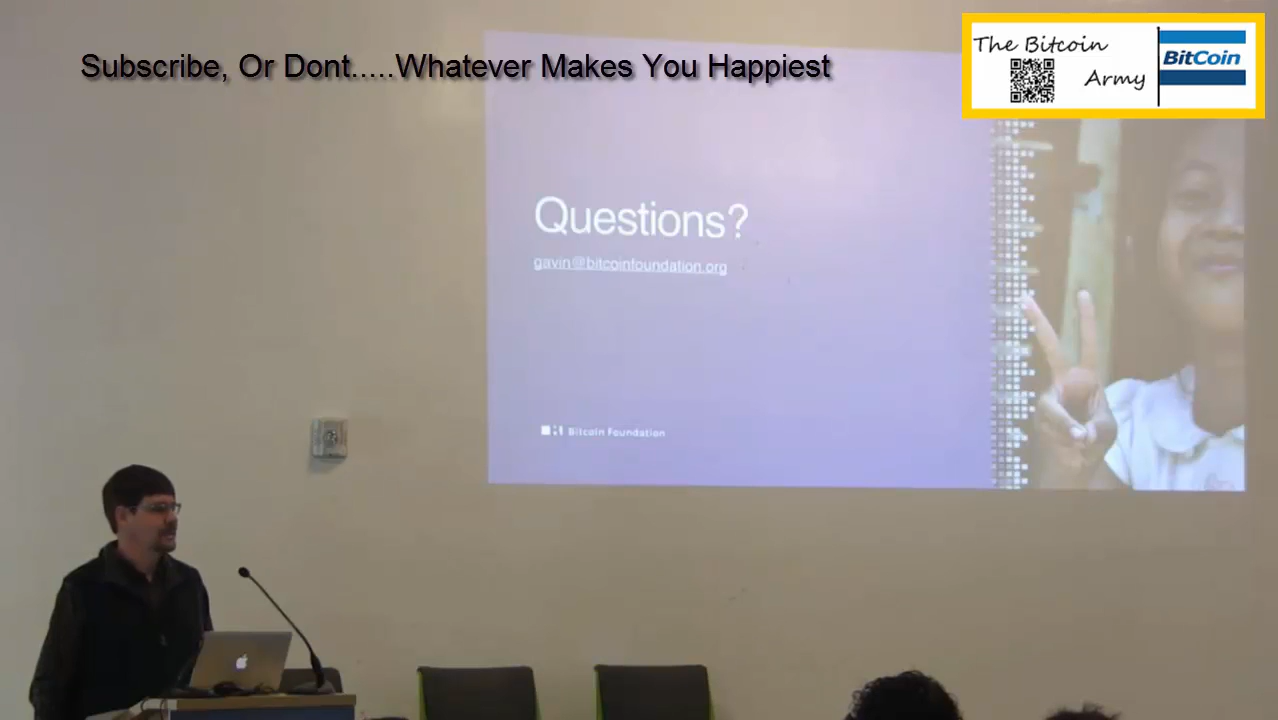 Subscribe, Or Dont.....Whatever Makes You Happiest
The Bitcoin
Army
BitCoin
Questions?
gavin@bitcoinfoundation.org
Bitcoin Foundation